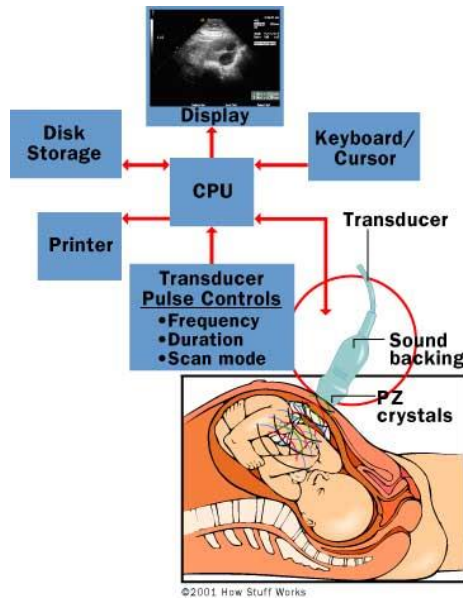 Display
Disk
Storage
Keyboard/
Cursor
CPU
Printer
Transducer
Transducer
Pulse Controls
•Frequency
•Duration
•Scan mode
Sound
backing
PZ
crystals
©2001 How Stuff Works